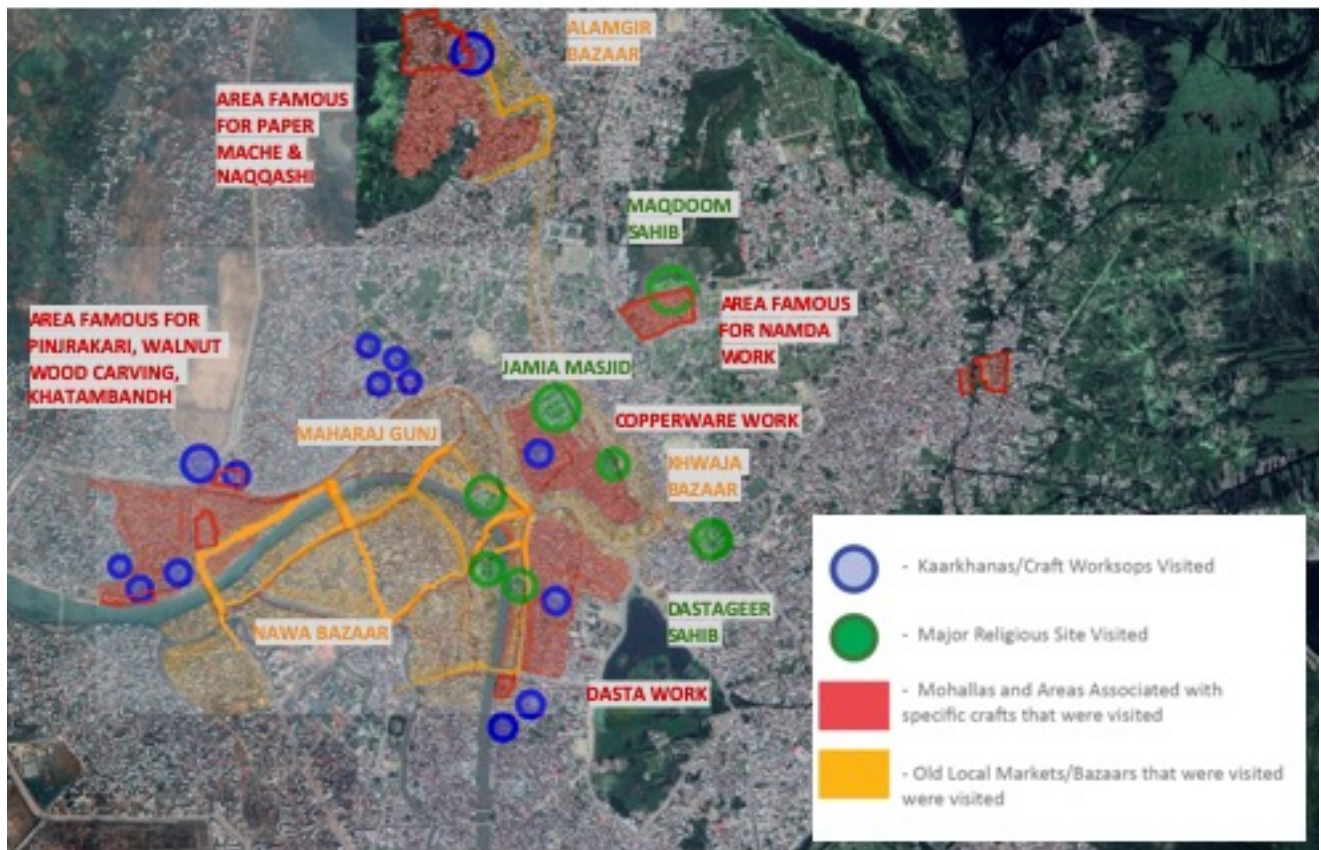 ALAMGIR
BAZAAR
AREA FAMOUS
FOR PAPER
MACHE &
NAQQASHI
MAQDOOM
SAHIB
AREA FAMOUS
FOR NAMDA
WORK
AREA FAMOUS FOR
PINJRAKARI, WALNUT
WOOD CARVING,
KHATAMBANDH
JAMIA MASJID
COPPERWARE WORK
MAHARAJ GUNJ
KHWAJA
BAZAAR
NAWA BAZAAR
DASTAGEER
SAHIB
DASTA WORK
- Kaarkhanas/Craft Worksops Visited
- Major Religious Site Visited
- Mohallas and Areas Associated with
specific crafts that were visited
- Old Local Markets/Bazaars that were visited
were visited